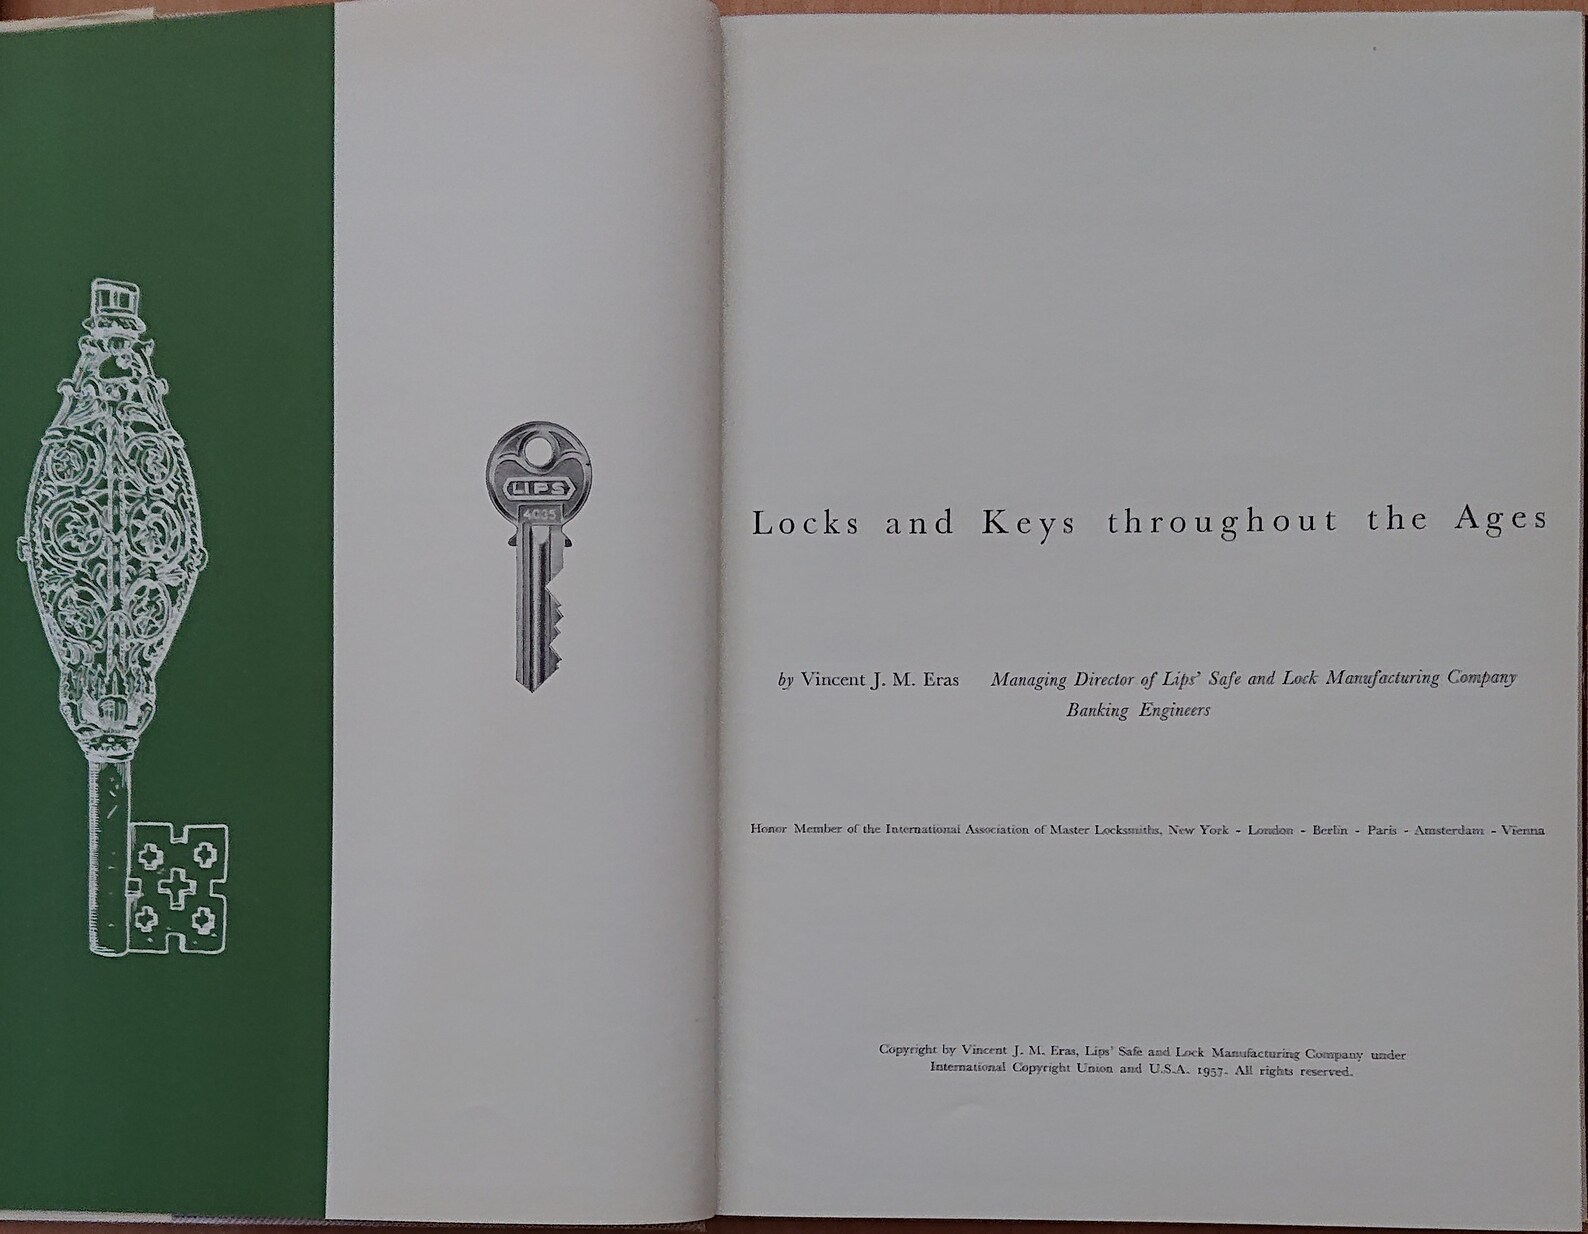 LIPS
4035
Locks and Keys throughout the Ages
by Vincent J. M. Eras Managing Director of Lips' Safe and Lock Manufacturing Company
Banking Engineers
Honor Member of the International Association of Master Locksmiths, New York - London - Berlin - Paris - Amsterdam - Vienna
Copyright by Vincent J. M. Eras, Lips' Safe and Lock Manufacturing Company under
International Copyright Union and U.S.A. 1957. All rights reserved.